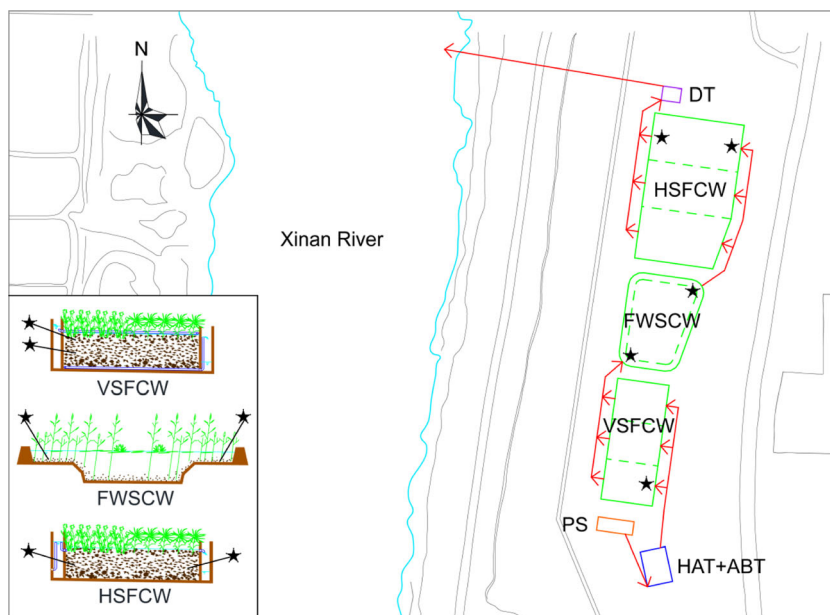 N
DT
HSFCW
Xinan River
FWSCW
VSFCW
PS
HAT+ABT
VSFCW
FWSCW
HSFCW